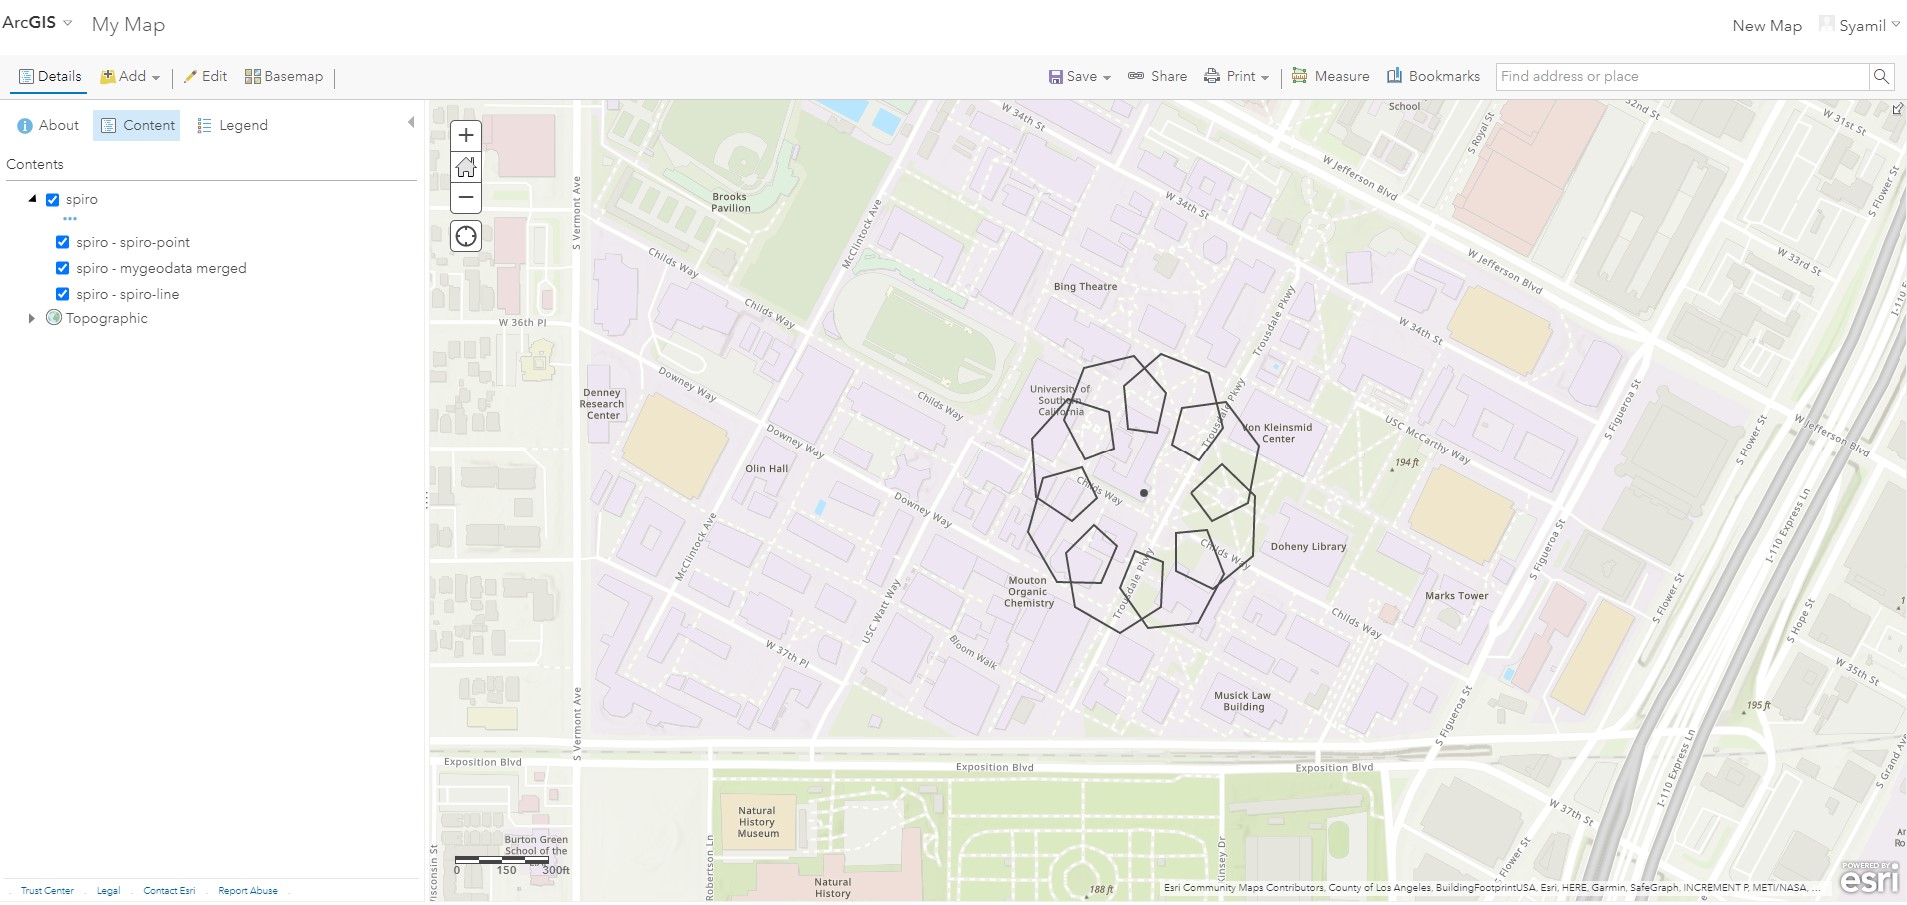 ArcGIS
My Map
New Map
Syamil
Details
Add
Edit
Basemap
Save
Share
Print
Measure
Bookmarks
Find address or place
About
Content
Legend
Contents
spiro
spiro - spiro-point
spiro - mygeodata merged
spiro - spiro-line
Topographic
Trust Center
Legal
Contact Esri
Report Abuse
School
W 34th St
S Royal St
32nd St
W 31st St
W Jefferson Blvd
S Flower St
Brooks
Pavilion
S Vermont Ave
McClintock Ave
W 34th St
Childs Way
W Jefferson Blvd
W 33rd St
Bing Theatre
Trousdale Pkwy
I-110 E
W 36th Pl
Childs Way
W 34th St
Denney
Research
Center
Downey Way
Childs Way
University of
Southern
California
Trousdale Pkwy
Von Kleinsmid
Center
USC McCarthy Way
S Figueroa St
S Flower St
W Jefferson Blvd
Downey Way
Olin Hall
194 ft
Childs Way
Downey Way
I-110 Express Ln
McClintock Ave
S Figueroa St
Childs Way
Doheny Library
Mouton
Organic
Chemistry
Trousdale Pkwy
USC Watt Way
Marks Tower
Childs Way
S Flower St
S Hope St
W 37th Pl
Bloom Walk
W 35th St
Musick Law
Building
S Vermont Ave
S Figueroa St
195 ft
I-110 Express Ln
S Grand Ave
Exposition Blvd
Exposition Blvd
Exposition Blvd
W 37th St
Natural
History
Museum
Burton Green
School of the
Robertson Ln
Kinsey Dr
S Flower St
Ar
Ro
0 150 300ft
Wisconsin St
Natural
History
188 ft
Esri Community Maps Contributors, County of Los Angeles, BuildingFootprintUSA, Esri, HERE, Garmin, SafeGraph, INCREMENT P, METI/NASA, ...
POWERED BY
esri